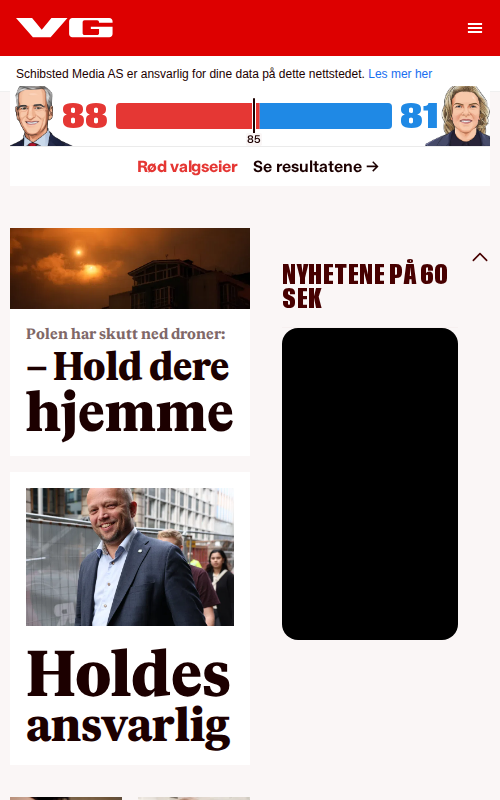 VG
Schibsted Media AS er ansvarlig for dine data på dette nettstedet. Les mer her
88
81
85
Rød valgseier Se resultatene →
Polen har skutt ned droner:
– Hold dere
hjemme
NYHETENE PÅ 60
SEK
Holdes
ansvarlig